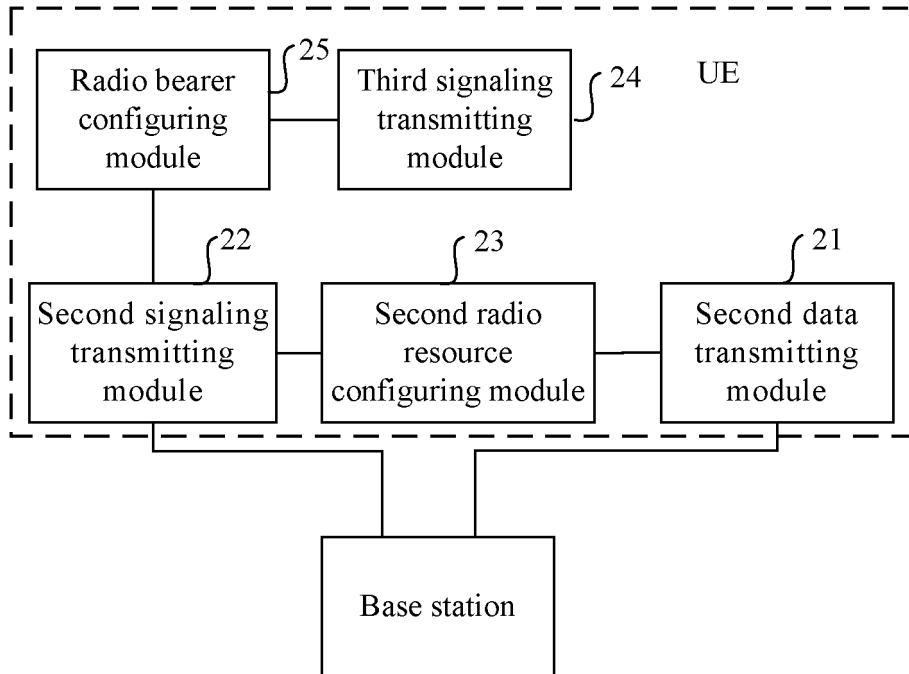 Radio bearer
configuring
module
25
Third signaling
transmitting
module
24
UE
22
23
21
Second signaling
transmitting
module
Second radio
resource
configuring module
Second data
transmitting
module
Base station